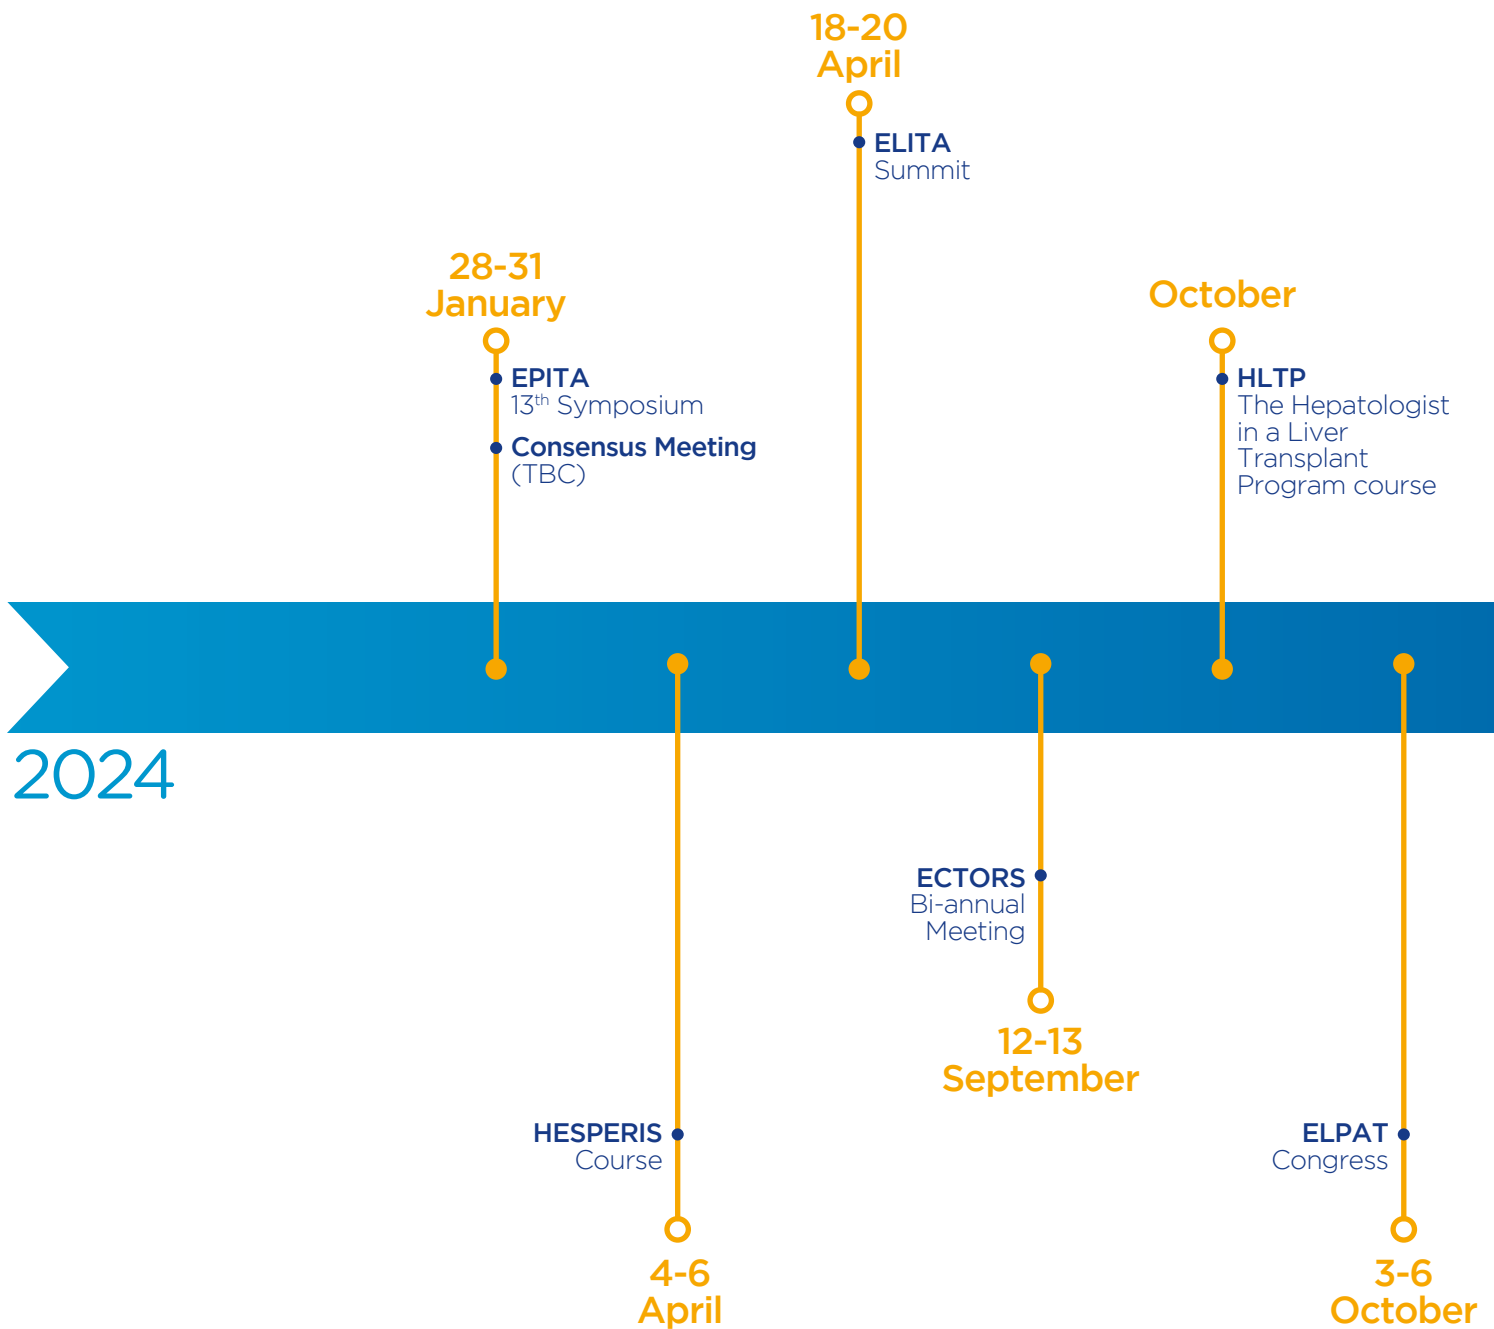 18-20
April
ELITA
Summit
28-31
January
EPITA
13th Symposium
Consensus Meeting
(TBC)
October
HLTP
The Hepatologist
in a Liver
Transplant
Program course
2024
ECTORS
Bi-annual
Meeting
12-13
September
HESPERIS
Course
4-6
April
ELPAT
Congress
3-6
October